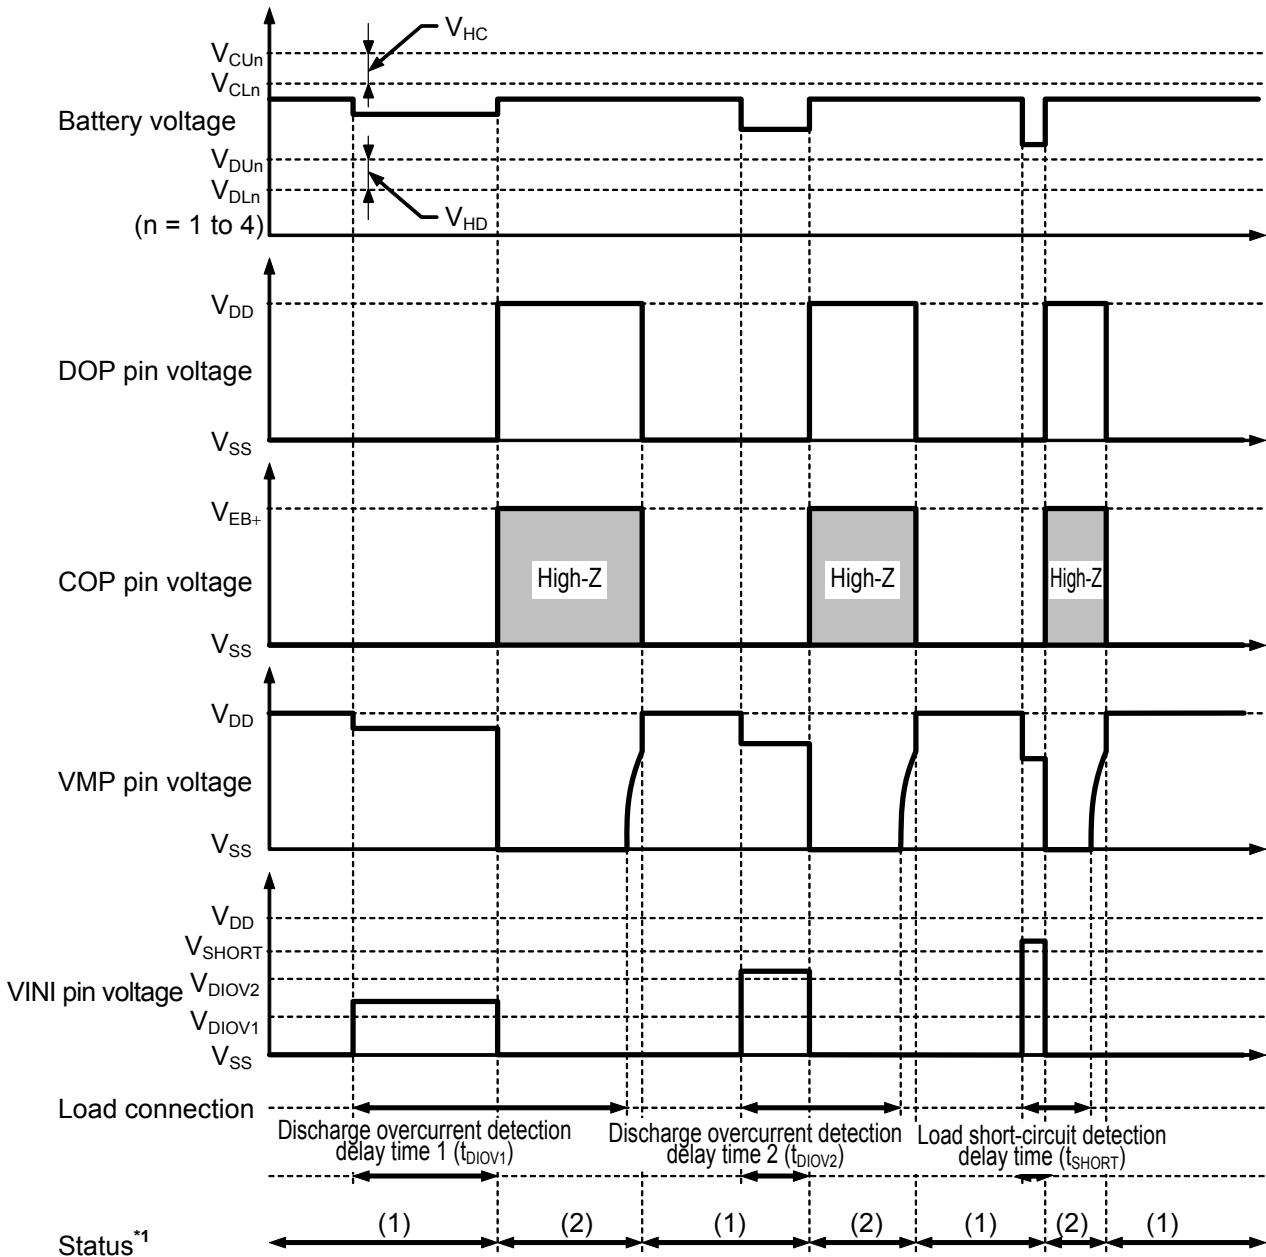 V_HC
V_CUn
V_CLn
Battery voltage
V_DUn
V_DLn
(n = 1 to 4)
V_HD
V_DD
DOP pin voltage
V_SS
V_EB+
COP pin voltage
High-Z
High-Z
High-Z
V_SS
V_DD
VMP pin voltage
V_SS
V_DD
V_SHORT
VINI pin voltage
V_DIOV2
V_DIOV1
V_SS
Load connection
Discharge overcurrent detection
delay time 1 (t_DIOV1)
Discharge overcurrent detection
delay time 2 (t_DIOV2)
Load short-circuit detection
delay time (t_SHORT)
Status*1
(1) (2) (1) (2) (1) (2) (1)